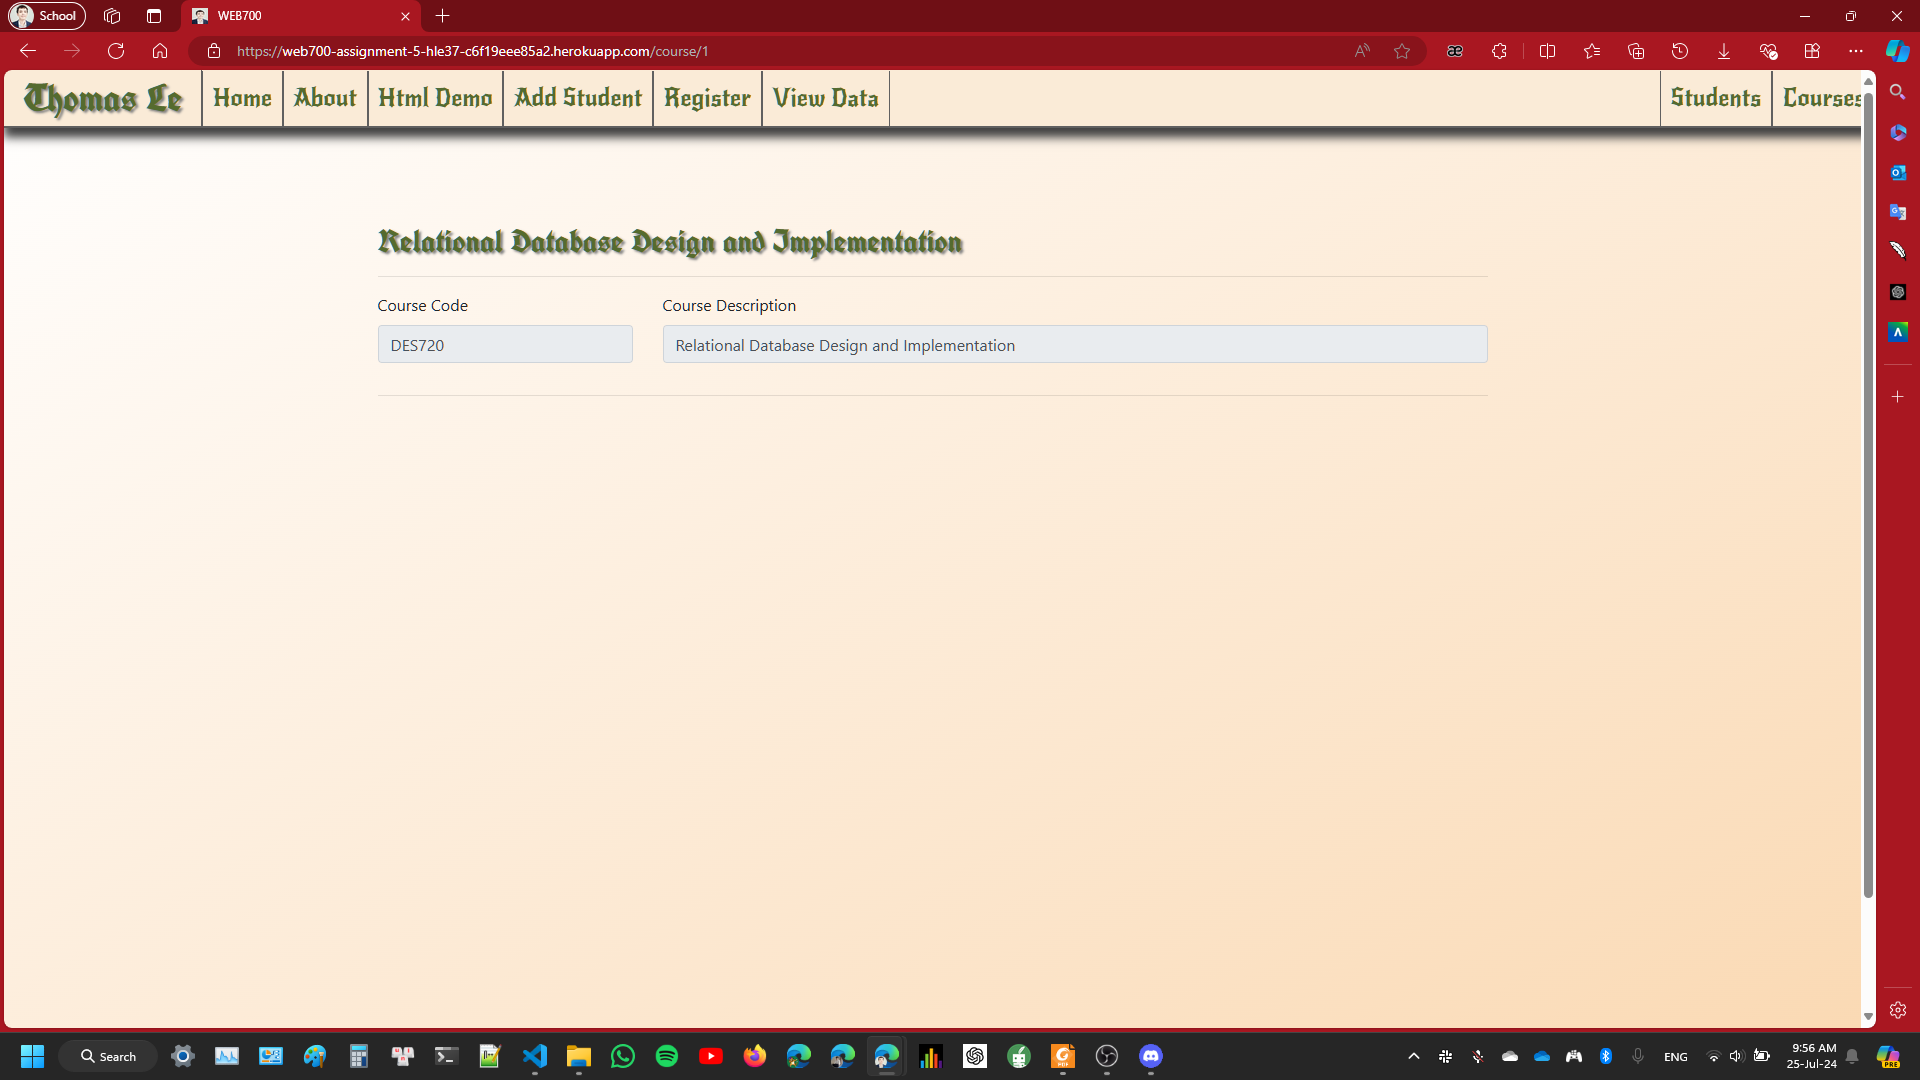 School
WEB700
https://web700-assignment-5-hle37-c6f19eee85a2.herokuapp.com/course/1
Thomas Le
Home
About
Html Demo
Add Student
Register
View Data
Students
Courses
Relational Database Design and Implementation
Course Code
Course Description
DES720
Relational Database Design and Implementation
Search
ENG
9:56 AM
25-Jul-24
PRE